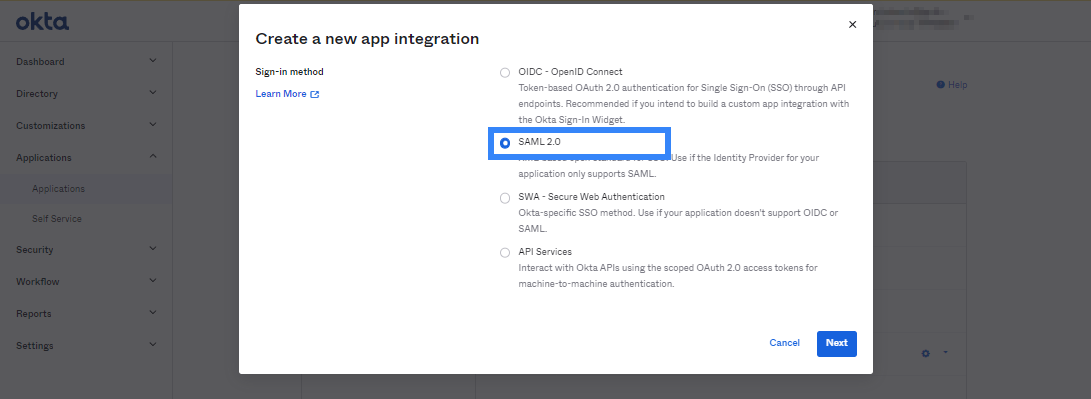 okta
Create a new app integration
Sign-in method
Learn More
OIDC - OpenID Connect
Token-based OAuth 2.0 authentication for Single Sign-On (SSO) through API
endpoints. Recommended if you intend to build a custom app integration with
the Okta Sign-In Widget.
SAML 2.0
Use if the Identity Provider for your
application only supports SAML.
SWA - Secure Web Authentication
Okta-specific SSO method. Use if your application doesn't support OIDC or
SAML.
API Services
Interact with Okta APIs using the scoped OAuth 2.0 access tokens for
machine-to-machine authentication.
Cancel
Next
Dashboard
Directory
Customizations
Applications
Applications
Self Service
Security
Workflow
Reports
Settings
Help